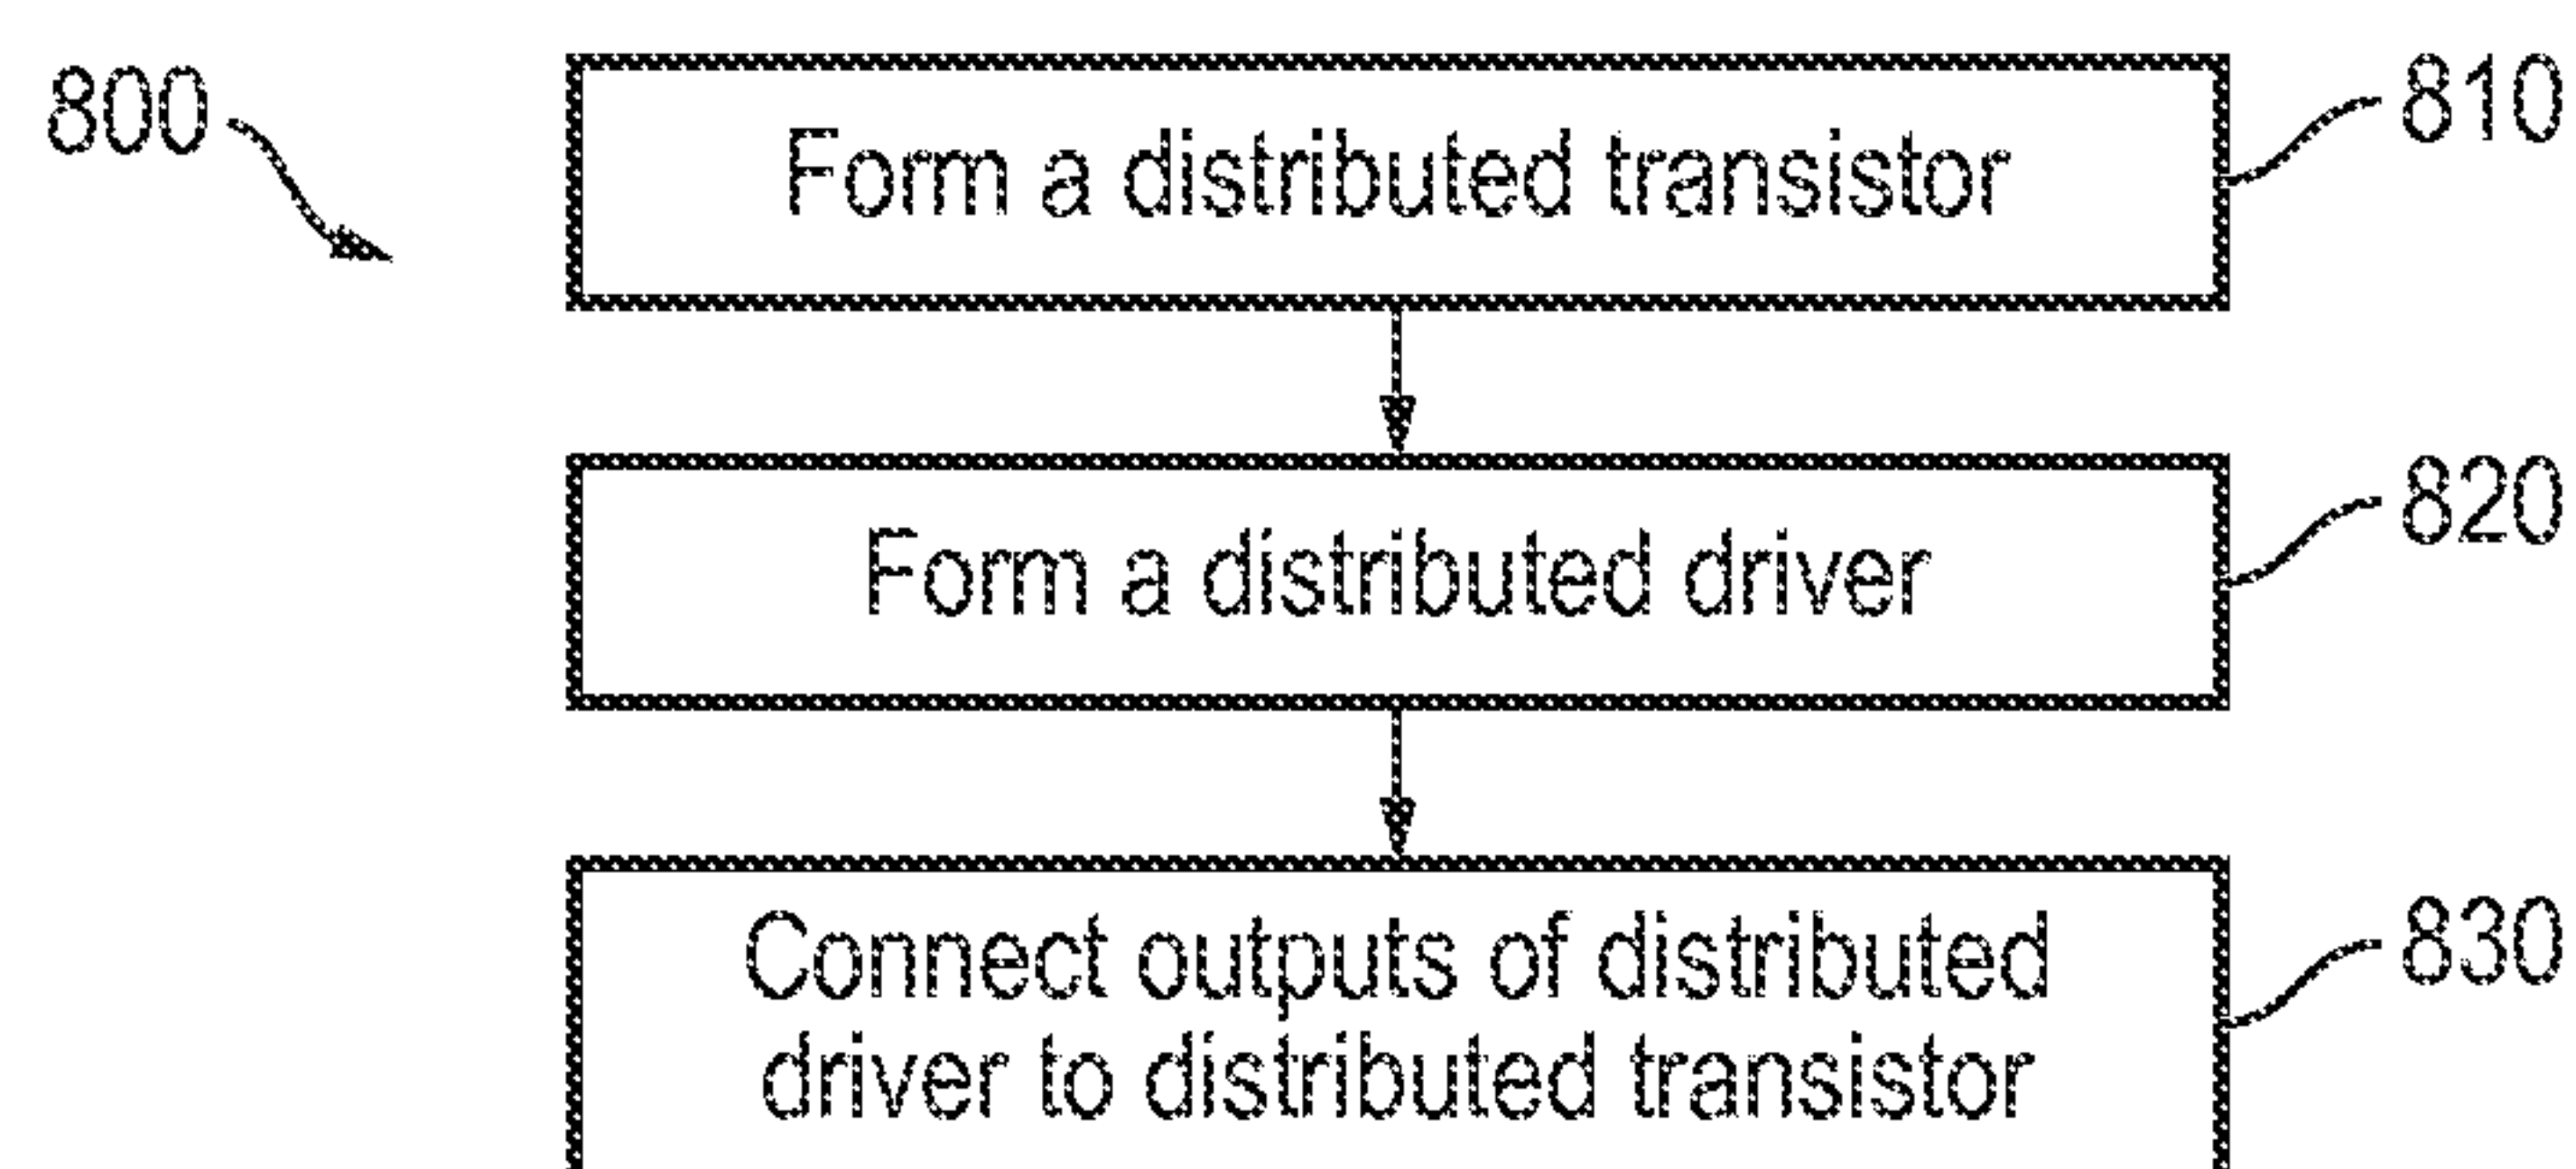 800
Form a distributed transistor
810
Form a distributed driver
820
Connect outputs of distributed
driver to distributed transistor
830